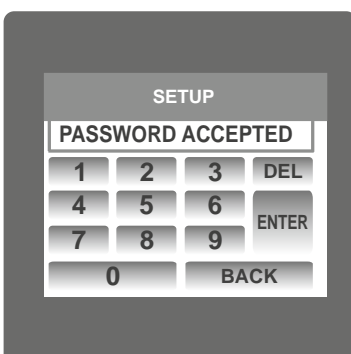 SETUP
PASSWORD ACCEPTED
1 2 3 DEL
4 5 6 ENTER
7 8 9
0 BACK